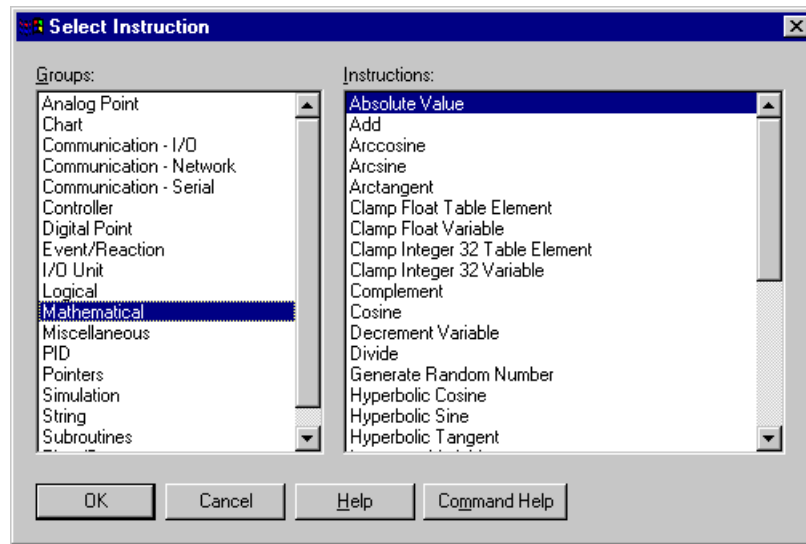 Select Instruction
Groups:
Analog Point
Chart
Communication - I/O
Communication - Network
Communication - Serial
Controller
Digital Point
Event/Reaction
I/O Unit
Logical
Mathematical
Miscellaneous
PID
Pointers
Simulation
String
Subroutines
Instructions:
Absolute Value
Add
Arccosine
Arcsine
Arctangent
Clamp Float Table Element
Clamp Float Variable
Clamp Integer 32 Table Element
Clamp Integer 32 Variable
Complement
Cosine
Decrement Variable
Divide
Generate Random Number
Hyperbolic Cosine
Hyperbolic Sine
Hyperbolic Tangent
OK Cancel Help Command Help